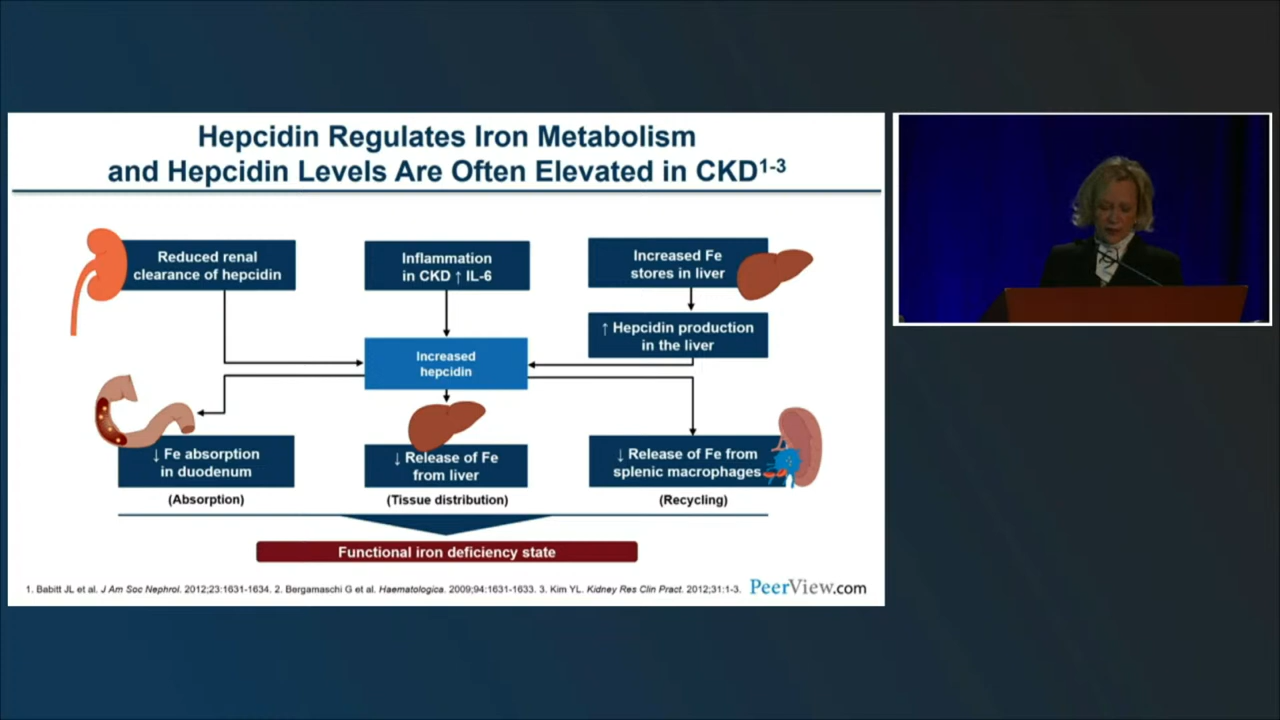 Hepcidin Regulates Iron Metabolism
and Hepcidin Levels Are Often Elevated in CKD1-3
Reduced renal
clearance of hepcidin
Inflammation
in CKD ↑ IL-6
Increased Fe
stores in liver
↑ Hepcidin production
in the liver
Increased
hepcidin
↓ Fe absorption
in duodenum
(Absorption)
↓ Release of Fe
from liver
(Tissue distribution)
↓ Release of Fe from
splenic macrophages
(Recycling)
Functional iron deficiency state
1. Babitt JL et al. J Am Soc Nephrol. 2012;23:1631-1634. 2. Bergamaschi G et al. Haematologica. 2009;94:1631-1633. 3. Kim YL. Kidney Res Clin Pract. 2012;31:1-3.
PeerView.com